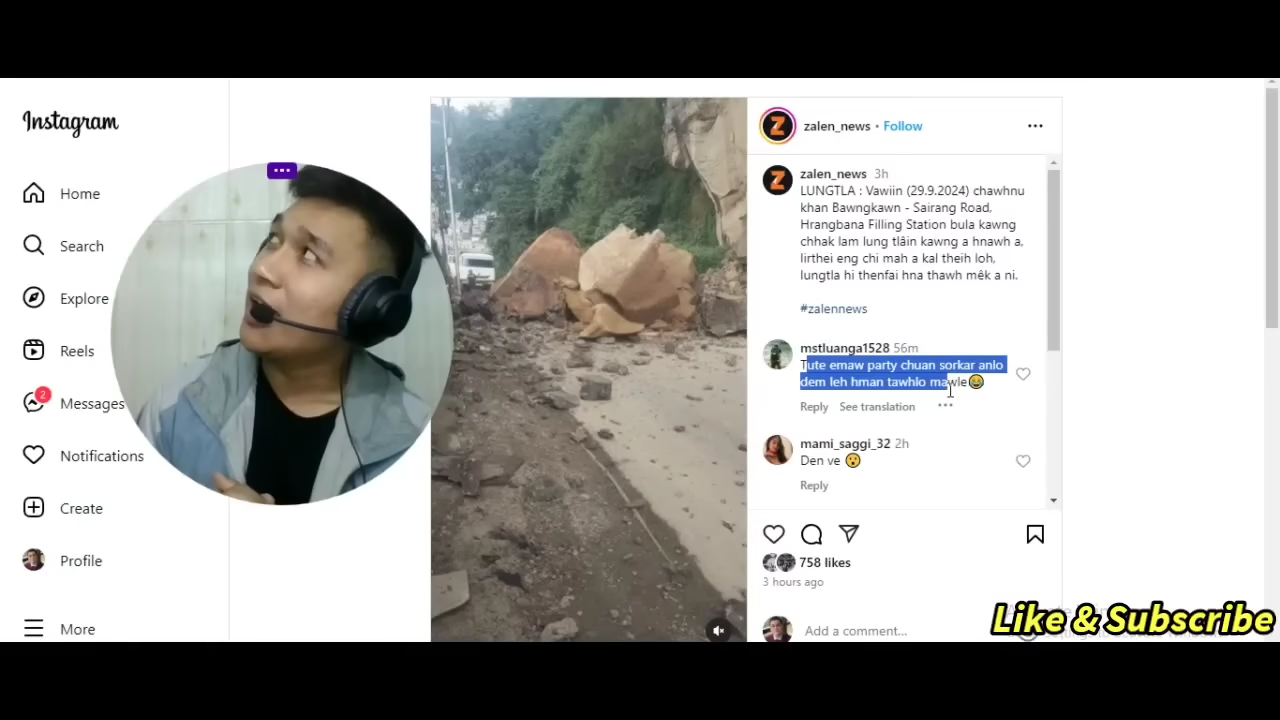 Instagram
Home
Search
Explore
Reels
2
Messages
Notifications
Create
Profile
More
zalen_news • Follow
zalen_news 3h
LUNGTLA : Vawiin (29.9.2024) chawhnu
khan Bawngkawn - Sairang Road,
Hrangbana Filling Station bula kawng
chhak lam lung tlâin kawng a hnawh a,
lirthei eng chi mah a kal theih loh,
lungtla hi thenfai hna thawh mêk a ni.
#zalennews
mstluanga1528 56m
Tute emaw party chuan sorkar anlo
dem leh hman tawhlo mawle😂
Reply See translation
mami_saggi_32 2h
Den ve 😮
Reply
758 likes
3 hours ago
Add a comment...
Like & Subscribe